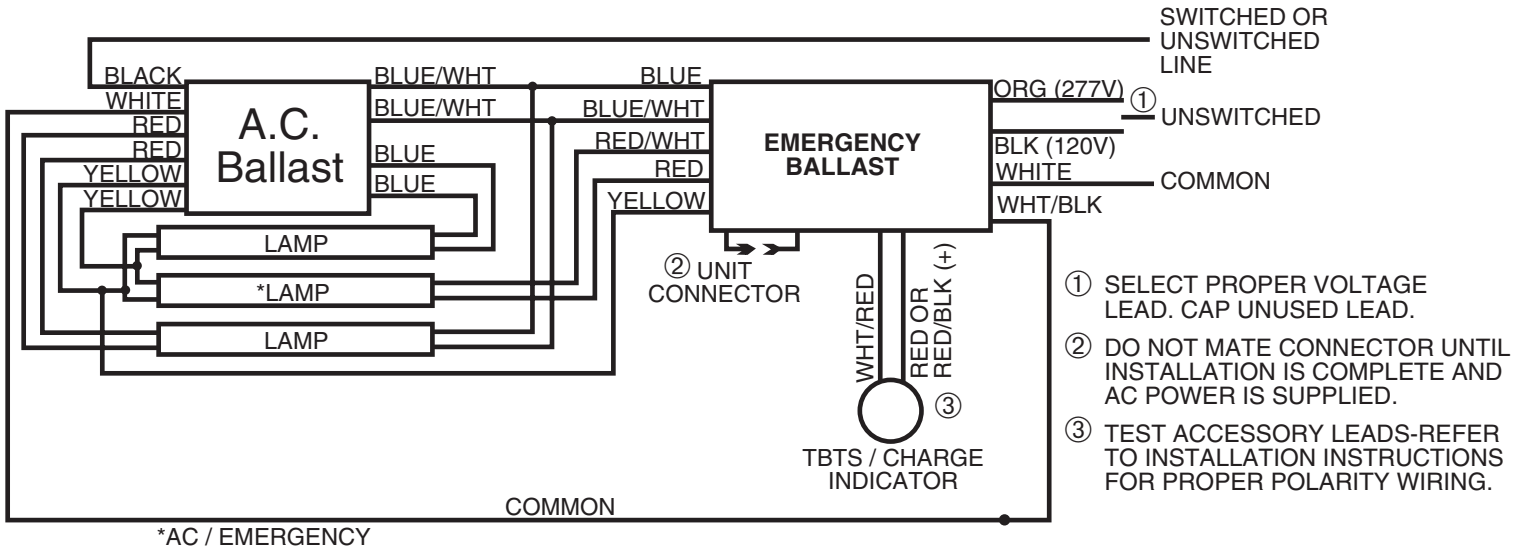 SWITCHED OR
UNSWITCHED
LINE
BLACK
WHITE
RED
RED
YELLOW
YELLOW
A.C.
Ballast
BLUE/WHT
BLUE/WHT
BLUE
BLUE
BLUE
BLUE/WHT
RED/WHT
RED
YELLOW
EMERGENCY
BALLAST
ORG (277V)
① UNSWITCHED
BLK (120V)
WHITE
COMMON
WHT/BLK
LAMP
*LAMP
LAMP
② UNIT
CONNECTOR
WHT/RED
RED OR
RED/BLK (+)
③
TBTS / CHARGE
INDICATOR
① SELECT PROPER VOLTAGE
LEAD. CAP UNUSED LEAD.
② DO NOT MATE CONNECTOR UNTIL
INSTALLATION IS COMPLETE AND
AC POWER IS SUPPLIED.
③ TEST ACCESSORY LEADS-REFER
TO INSTALLATION INSTRUCTIONS
FOR PROPER POLARITY WIRING.
COMMON
*AC / EMERGENCY